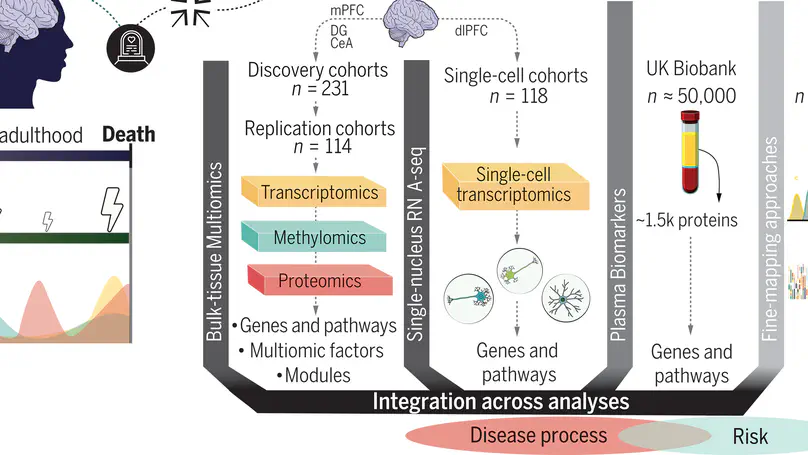 mPFC
DG
CeA
dlPFC
Discovery cohorts
n = 231
Replication cohorts
n = 114
Transcriptomics
Methylomics
Proteomics
•Genes and pathways
• Multiomic factors
•Modules
Single-cell cohorts
n = 118
Single-cell
transcriptomics
Genes and
pathways
UK Biobank
n ≈ 50,000
~1.5k proteins
Genes and
pathways
n
adulthood
Death
Bulk-tissue Multiomics
Single-nucleus RN A-seq
Plasma Biomarkers
Fine-mapping approaches
Integration across analyses
Disease process
Risk